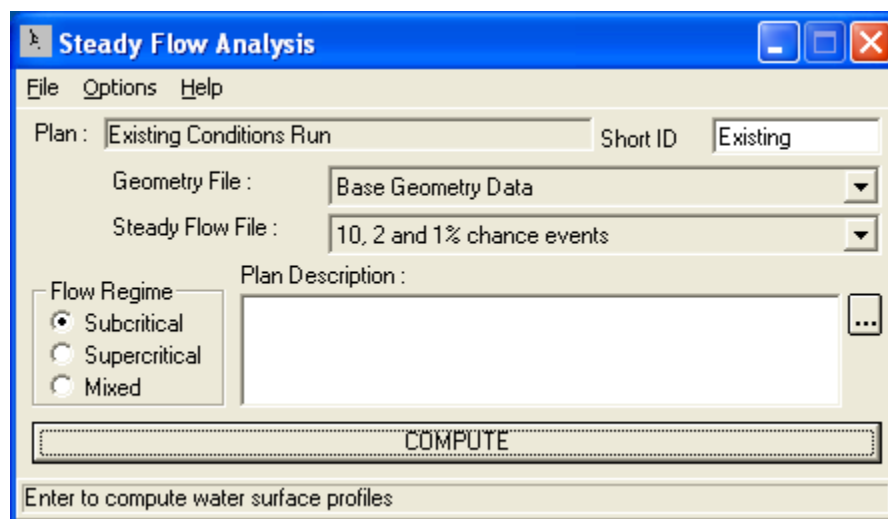 Steady Flow Analysis
File Options Help
Plan : Existing Conditions Run Short ID Existing
Geometry File : Base Geometry Data
Steady Flow File : 10, 2 and 1% chance events
Plan Description :
Flow Regime
Subcritical
Supercritical
Mixed
...
COMPUTE
Enter to compute water surface profiles